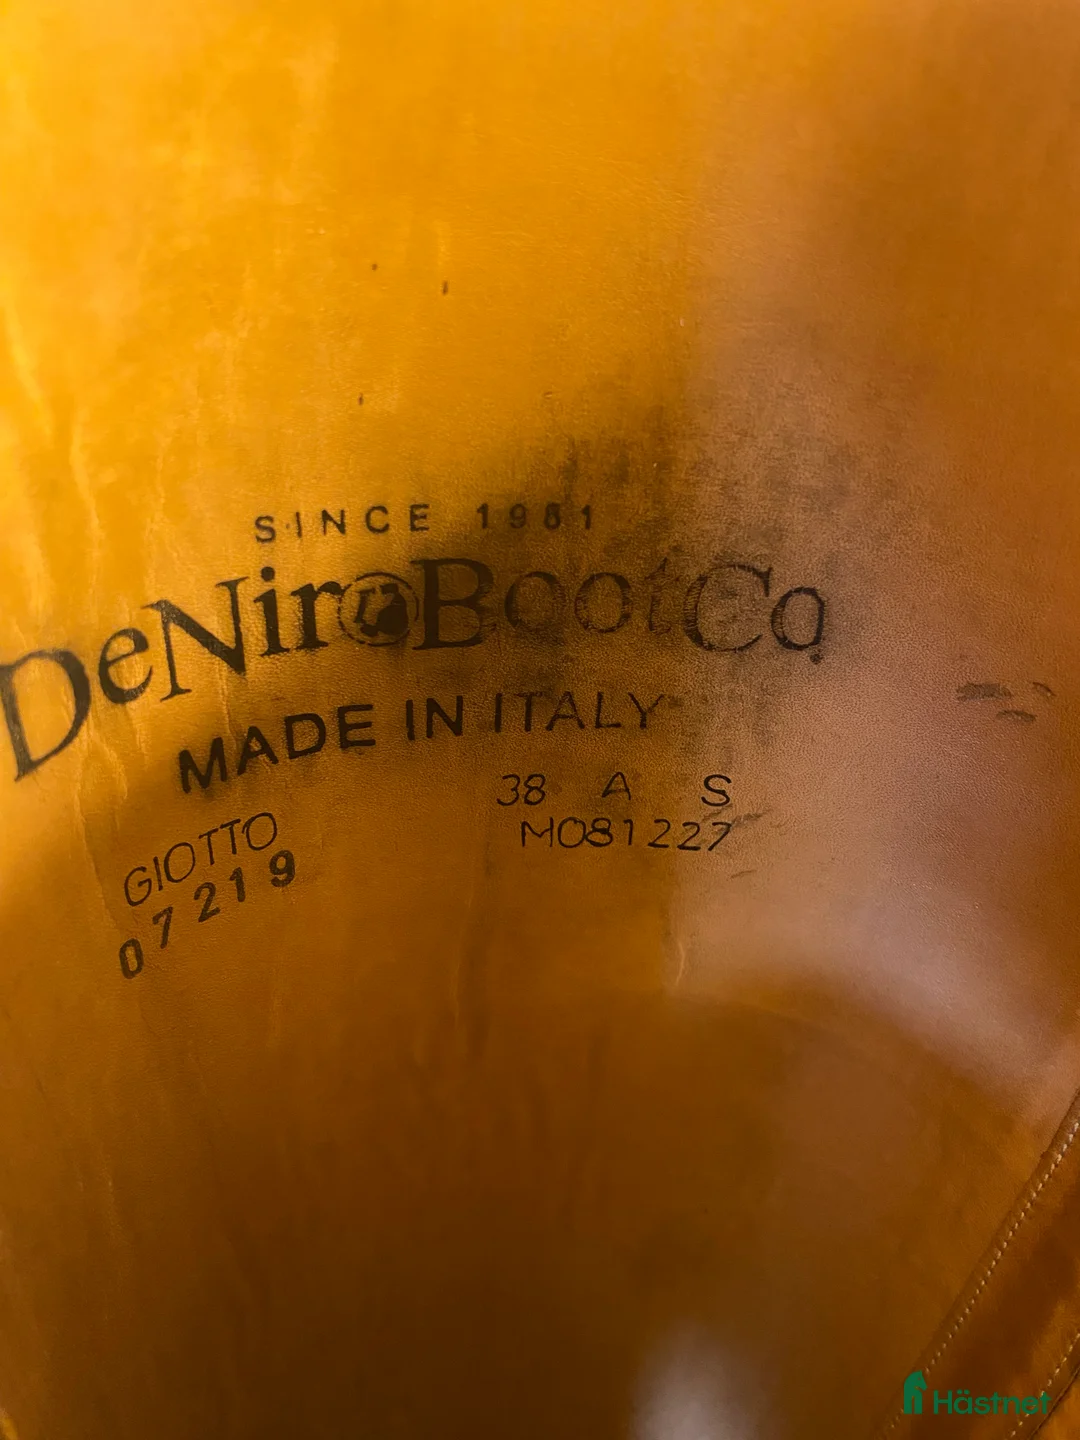 SINCE 1981
DeNiroBootCo.
MADE IN ITALY
38 A S
M081227
GIOTTO
07219
Hästnet